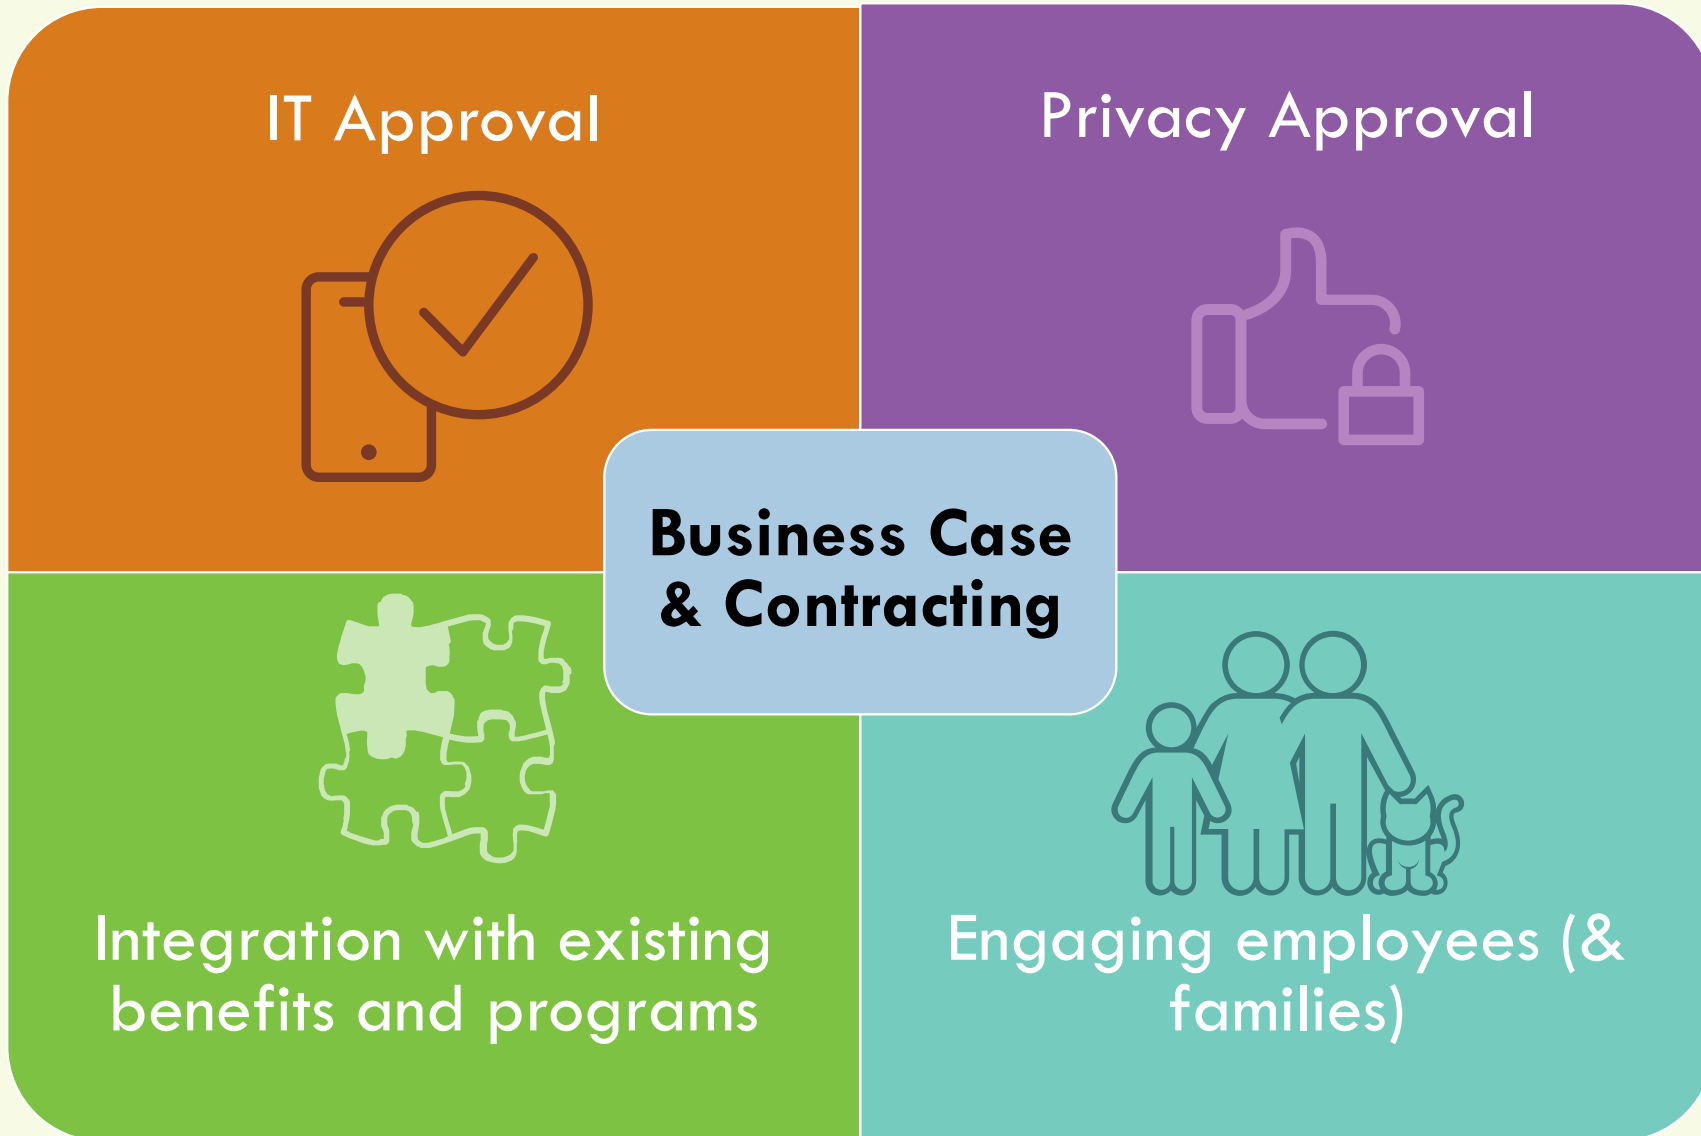 IT Approval
Privacy Approval
Business Case
& Contracting
Integration with existing
benefits and programs
Engaging employees (&
families)